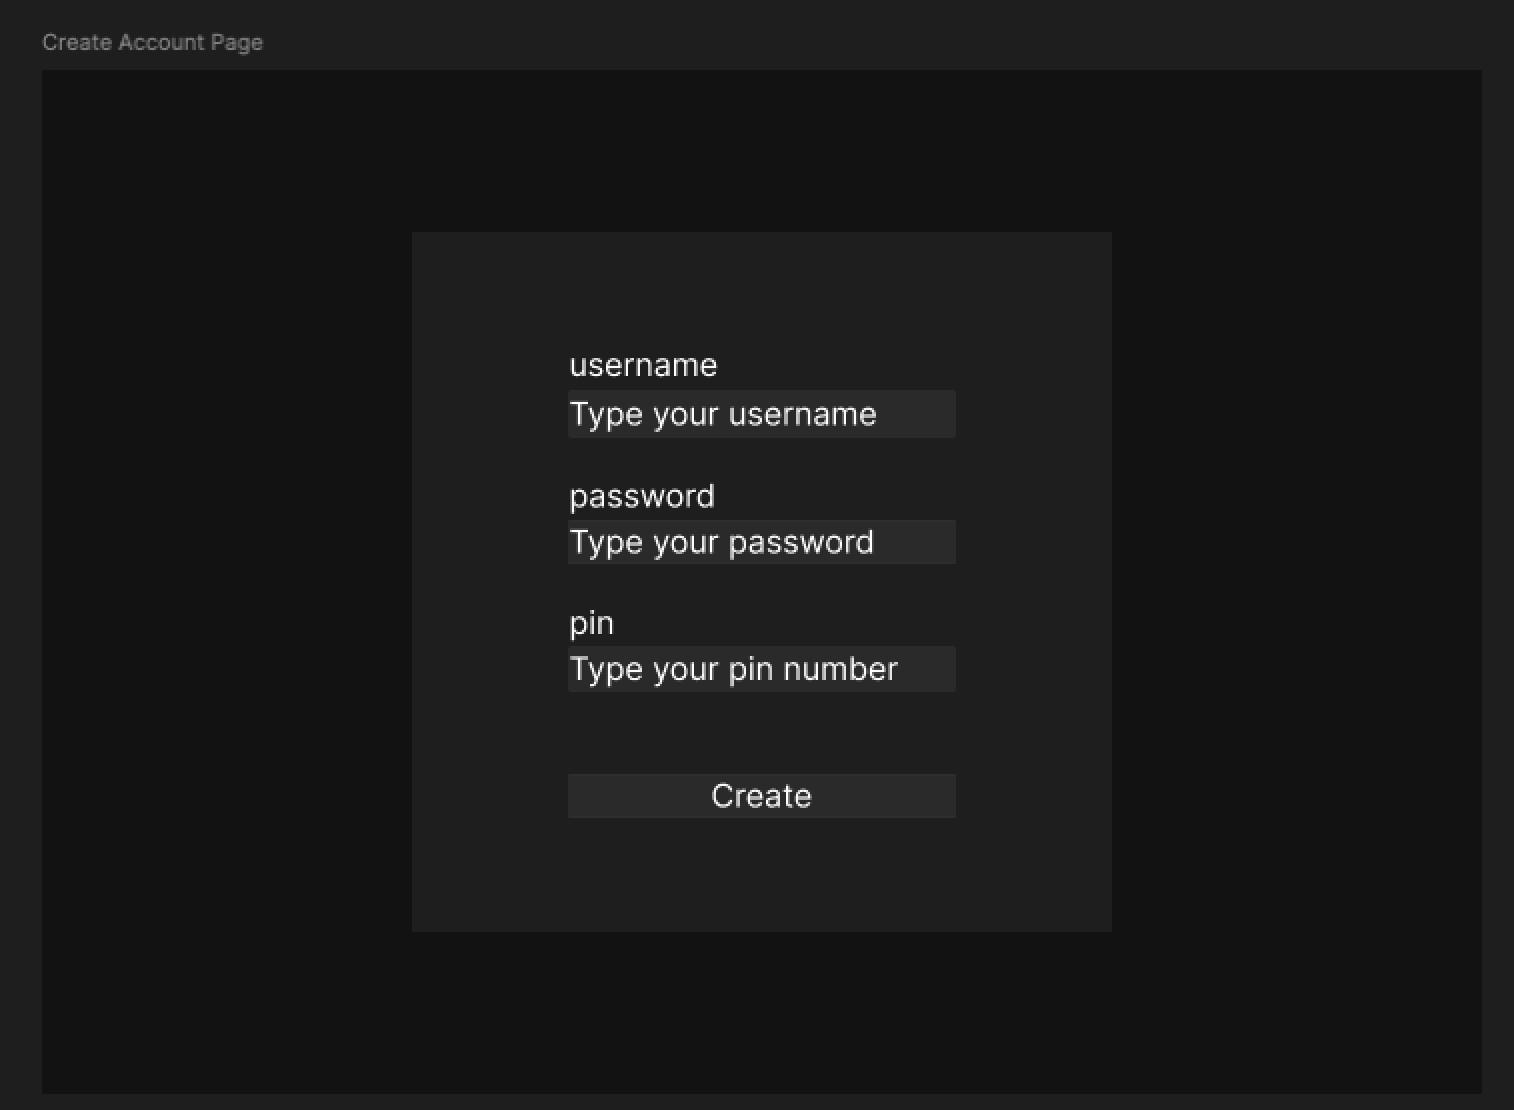 Create Account Page
username
Type your username
password
Type your password
pin
Type your pin number
Create